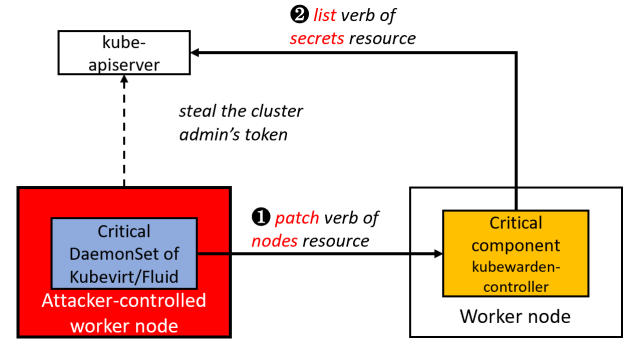 ❷ list verb of
secrets resource
kube-
apiserver
steal the cluster
admin's token
❶ patch verb of
nodes resource
Critical
DaemonSet of
Kubevirt/Fluid
Attacker-controlled
worker node
Critical
component
kubewarden-
controller
Worker node